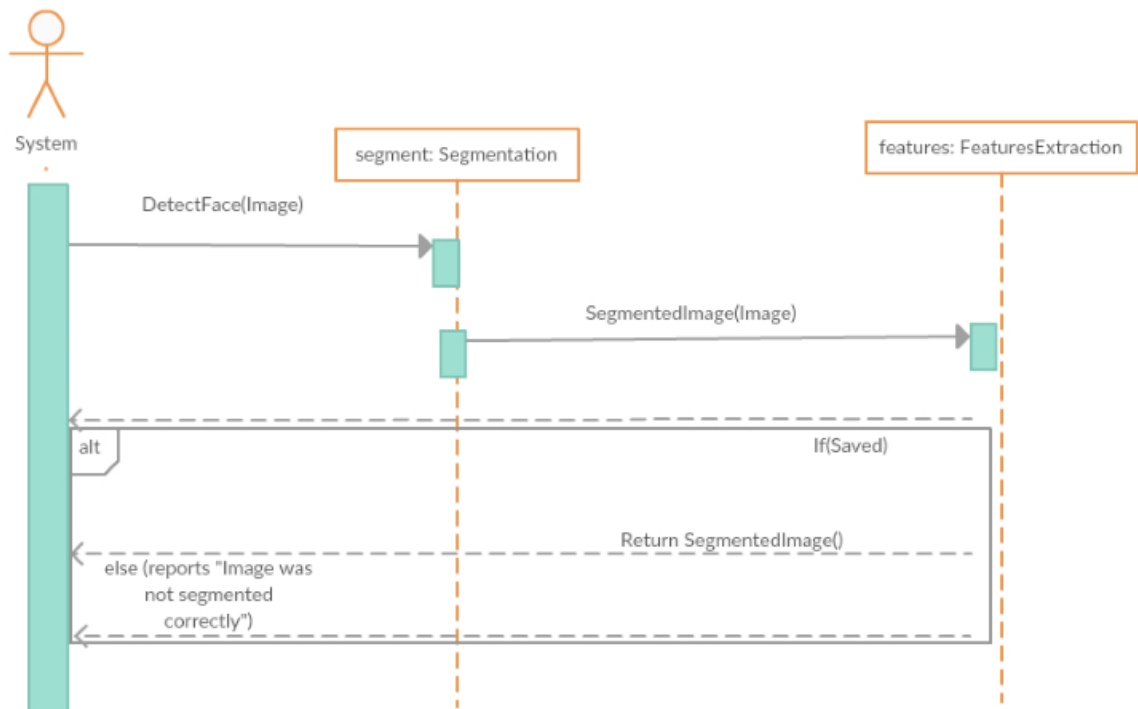 System
segment: Segmentation
features: FeaturesExtraction
DetectFace(Image)
SegmentedImage(Image)
alt
If(Saved)
Return SegmentedImage()
else (reports "Image was
not segmented
correctly")